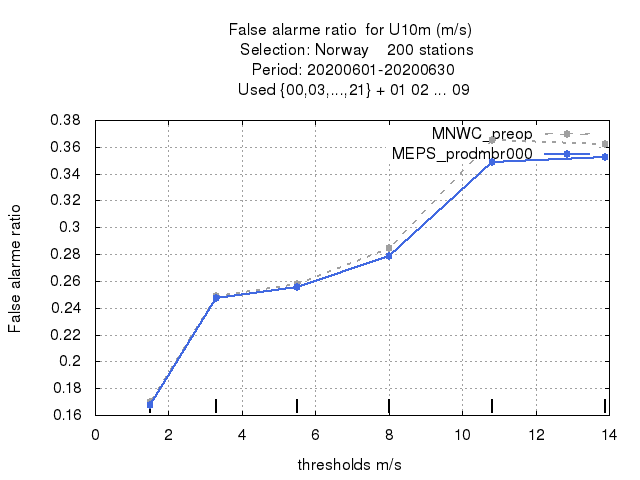 False alarme ratio  for U10m (m/s)
Selection: Norway    200 stations
Period: 20200601-20200630
Used {00,03,...,21} + 01 02 ... 09
0.38
MNWC_preop
0.36
MEPS_prodmbr000
0.34
0.32
0.3
0.28
0.26
0.24
0.22
0.2
0.18
0.16
False alarme ratio
0 2 4 6 8 10 12 14
thresholds m/s